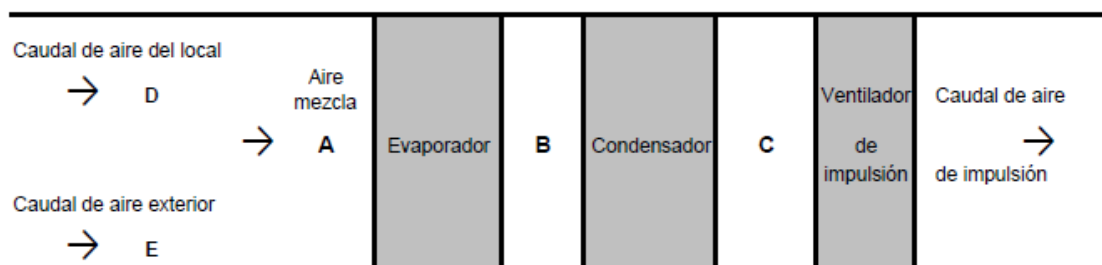 Caudal de aire del local
→ D
Caudal de aire exterior
→ E
Aire
mezcla
→ A
Evaporador
B
Condensador
C
Ventilador
de
impulsión
Caudal de aire
→
de impulsión